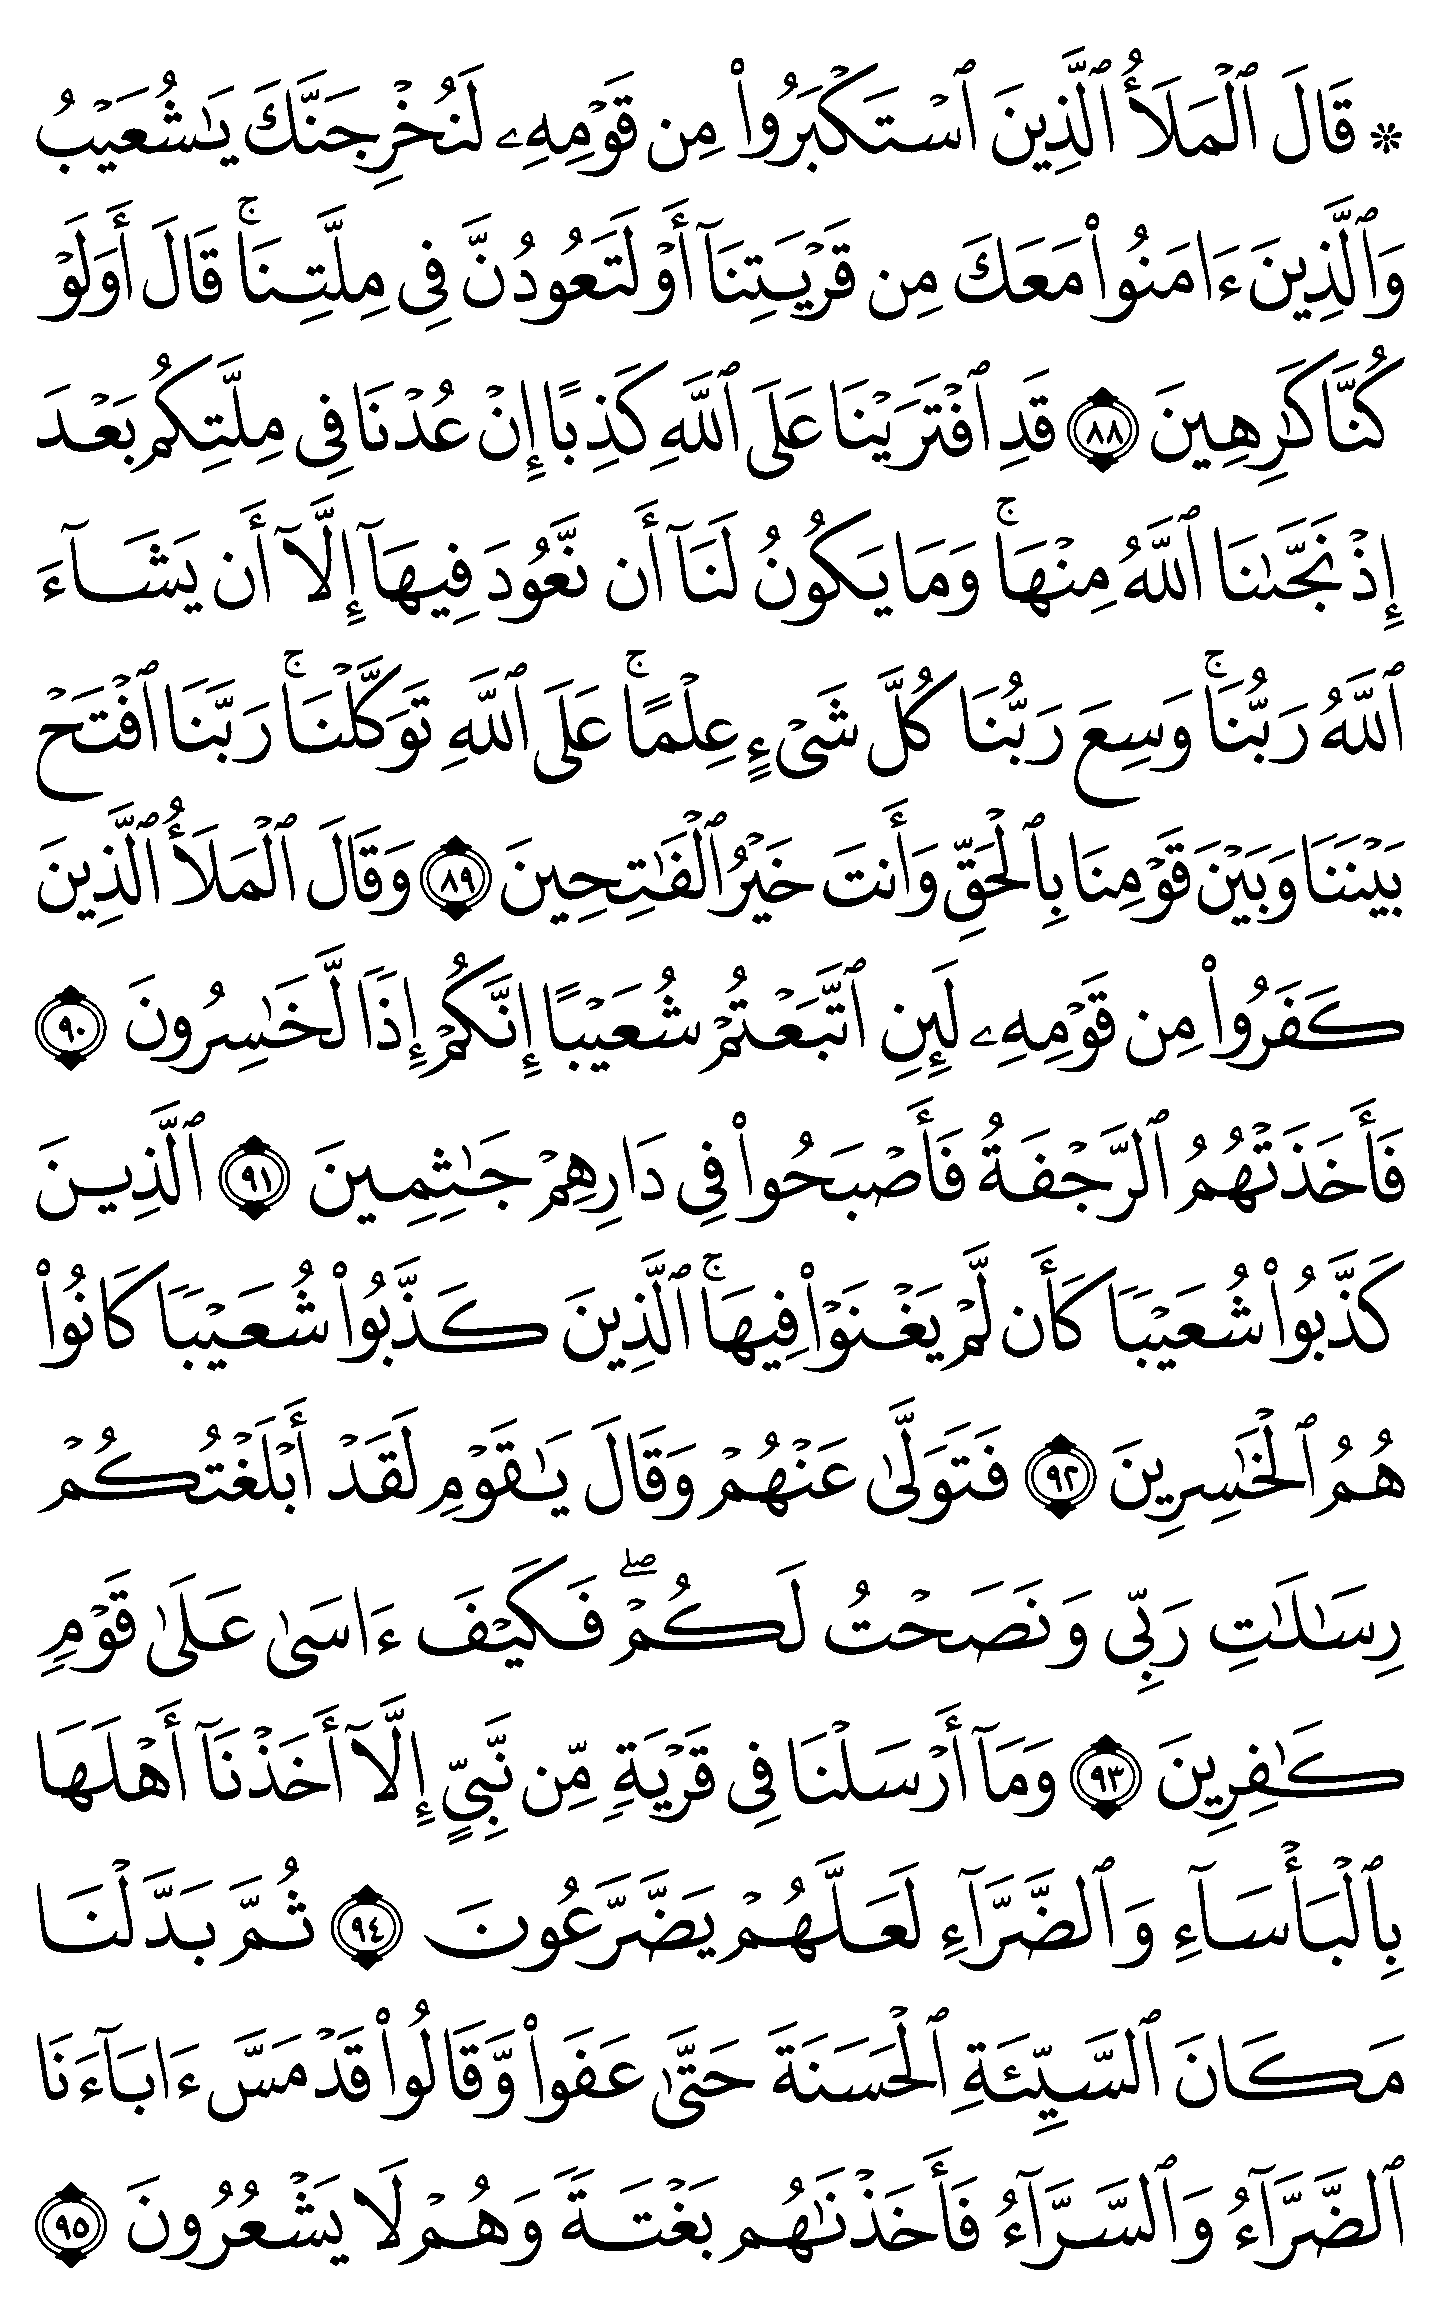 ۞ قَالَ ٱلۡمَلَأُ ٱلَّذِينَ ٱسۡتَكۡبَرُواْ مِن قَوۡمِهِۦ لَنُخۡرِجَنَّكَ يَٰشُعَيۡبُ
وَٱلَّذِينَ ءَامَنُواْ مَعَكَ مِن قَرۡيَتِنَآ أَوۡ لَتَعُودُنَّ فِي مِلَّتِنَاۚ قَالَ أَوَلَوۡ
كُنَّا كَٰرِهِينَ ٨٨ قَدِ ٱفۡتَرَيۡنَا عَلَى ٱللَّهِ كَذِبًا إِنۡ عُدۡنَا فِي مِلَّتِكُم بَعۡدَ
إِذۡ نَجَّىٰنَا ٱللَّهُ مِنۡهَاۚ وَمَا يَكُونُ لَنَآ أَن نَّعُودَ فِيهَآ إِلَّآ أَن يَشَآءَ
ٱللَّهُ رَبُّنَاۚ وَسِعَ رَبُّنَا كُلَّ شَيۡءٍ عِلۡمًاۚ عَلَى ٱللَّهِ تَوَكَّلۡنَاۚ رَبَّنَا ٱفۡتَحۡ
بَيۡنَنَا وَبَيۡنَ قَوۡمِنَا بِٱلۡحَقِّ وَأَنتَ خَيۡرُ ٱلۡفَٰتِحِينَ ٨٩ وَقَالَ ٱلۡمَلَأُ ٱلَّذِينَ
كَفَرُواْ مِن قَوۡمِهِۦ لَئِنِ ٱتَّبَعۡتُمۡ شُعَيۡبًا إِنَّكُمۡ إِذٗا لَّخَٰسِرُونَ ٩٠
فَأَخَذَتۡهُمُ ٱلرَّجۡفَةُ فَأَصۡبَحُواْ فِي دَارِهِمۡ جَٰثِمِينَ ٩١ ٱلَّذِينَ
كَذَّبُواْ شُعَيۡبٗا كَأَن لَّمۡ يَغۡنَوۡاْ فِيهَاۚ ٱلَّذِينَ كَذَّبُواْ شُعَيۡبٗا كَانُواْ
هُمُ ٱلۡخَٰسِرِينَ ٩٢ فَتَوَلَّىٰ عَنۡهُمۡ وَقَالَ يَٰقَوۡمِ لَقَدۡ أَبۡلَغۡتُكُمۡ
رِسَٰلَٰتِ رَبِّي وَنَصَحۡتُ لَكُمۡۖ فَكَيۡفَ ءَاسَىٰ عَلَىٰ قَوۡمٖ
كَٰفِرِينَ ٩٣ وَمَآ أَرۡسَلۡنَا فِي قَرۡيَةٖ مِّن نَّبِيٍّ إِلَّآ أَخَذۡنَآ أَهۡلَهَا
بِٱلۡبَأۡسَآءِ وَٱلضَّرَّآءِ لَعَلَّهُمۡ يَضَّرَّعُونَ ٩٤ ثُمَّ بَدَّلۡنَا
مَكَانَ ٱلسَّيِّئَةِ ٱلۡحَسَنَةَ حَتَّىٰ عَفَواْ وَّقَالُواْ قَدۡ مَسَّ ءَابَآءَنَا
ٱلضَّرَّآءُ وَٱلسَّرَّآءُ فَأَخَذۡنَٰهُم بَغۡتَةٗ وَهُمۡ لَا يَشۡعُرُونَ ٩٥